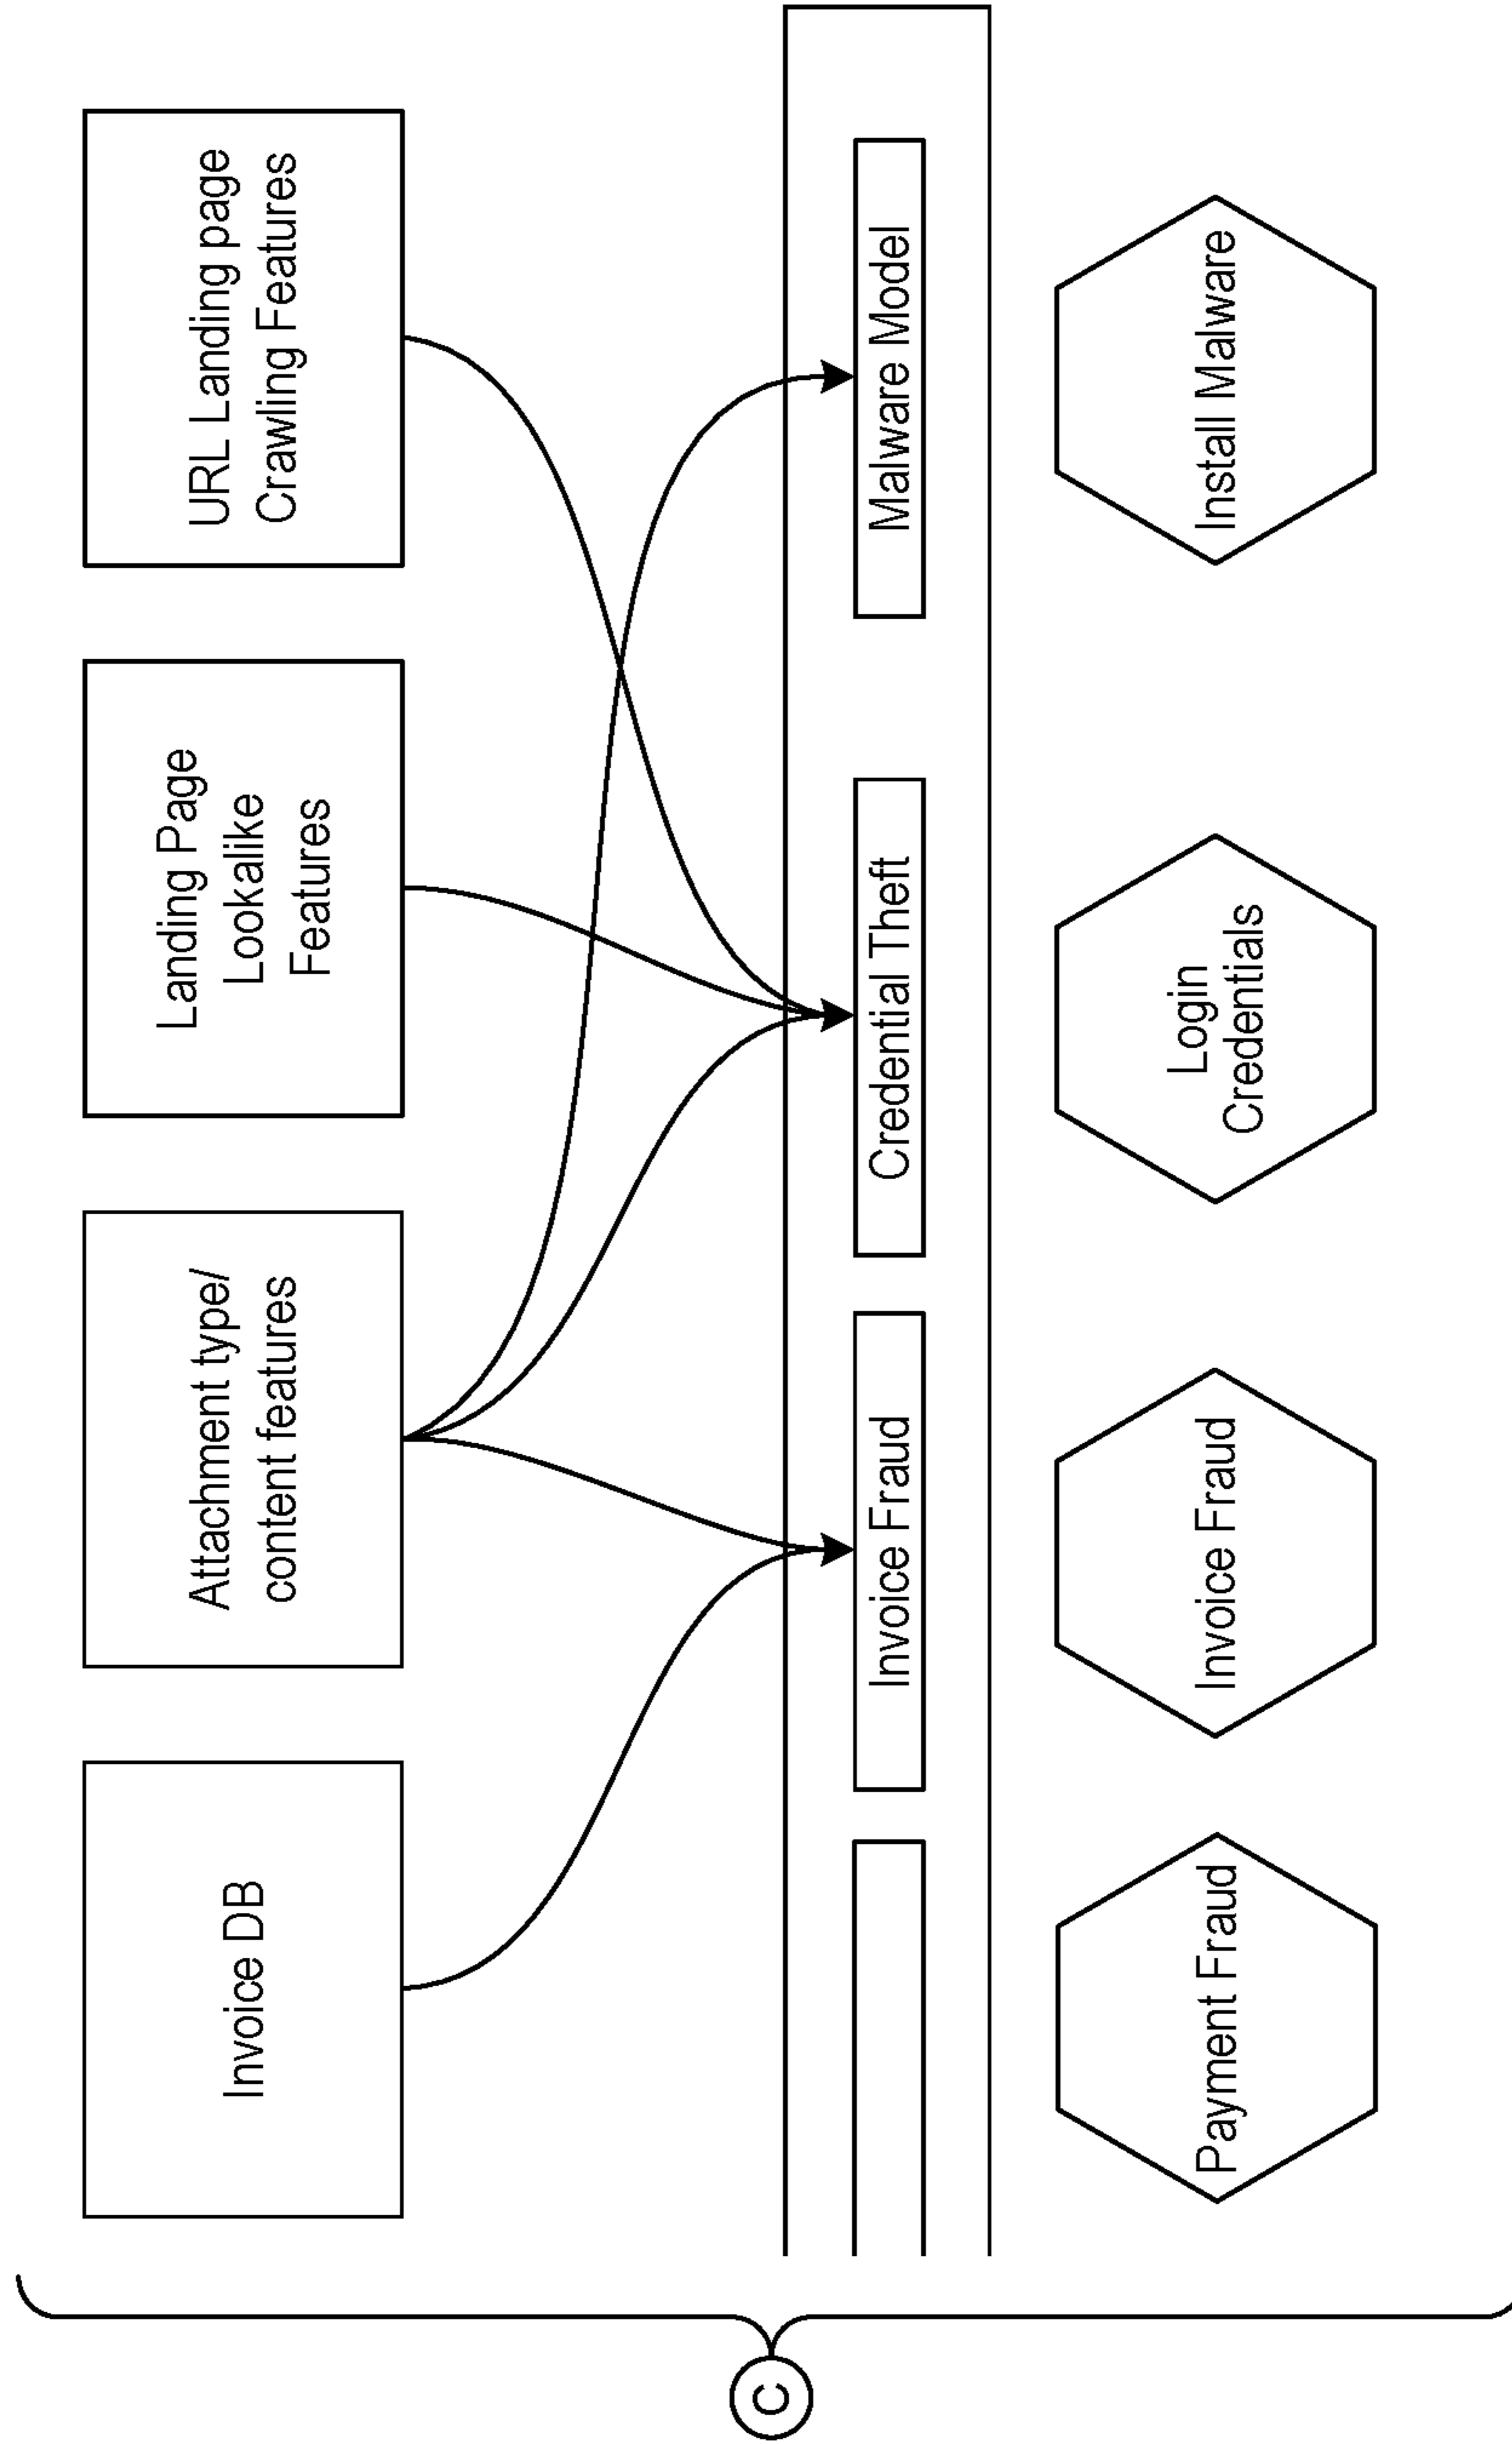 Invoice DB
Attachment type/
content features
Landing Page
Lookalike
Features
URL Landing page
Crawling Features
Invoice Fraud
Credential Theft
Malware Model
Payment Fraud
Invoice Fraud
Login
Credentials
Install Malware
C